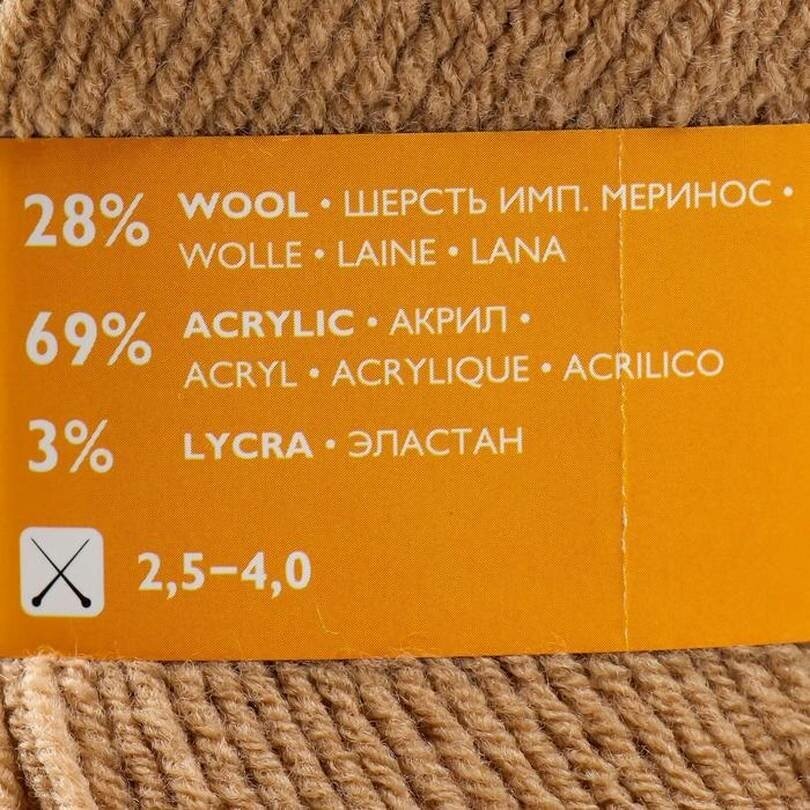 28% WOOL • ШЕРСТЬ ИМП. МЕРИНОС •
WOLLE • LAINE • LANA
69% ACRYLIC • АКРИЛ •
ACRYL • ACRYLIQUE • ACRILICO
3% LYCRA • ЭЛАСТАН
2,5–4,0